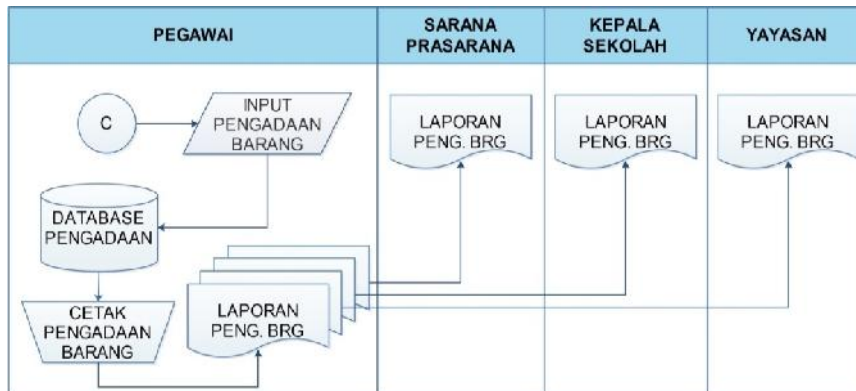 PEGAWAI
SARANA
PRASARANA
KEPALA
SEKOLAH
YAYASAN
C
INPUT
PENGADAAN
BARANG
LAPORAN
PENG. BRG
LAPORAN
PENG. BRG
LAPORAN
PENG. BRG
DATABASE
PENGADAAN
CETAK
PENGADAAN
BARANG
LAPORAN
PENG. BRG